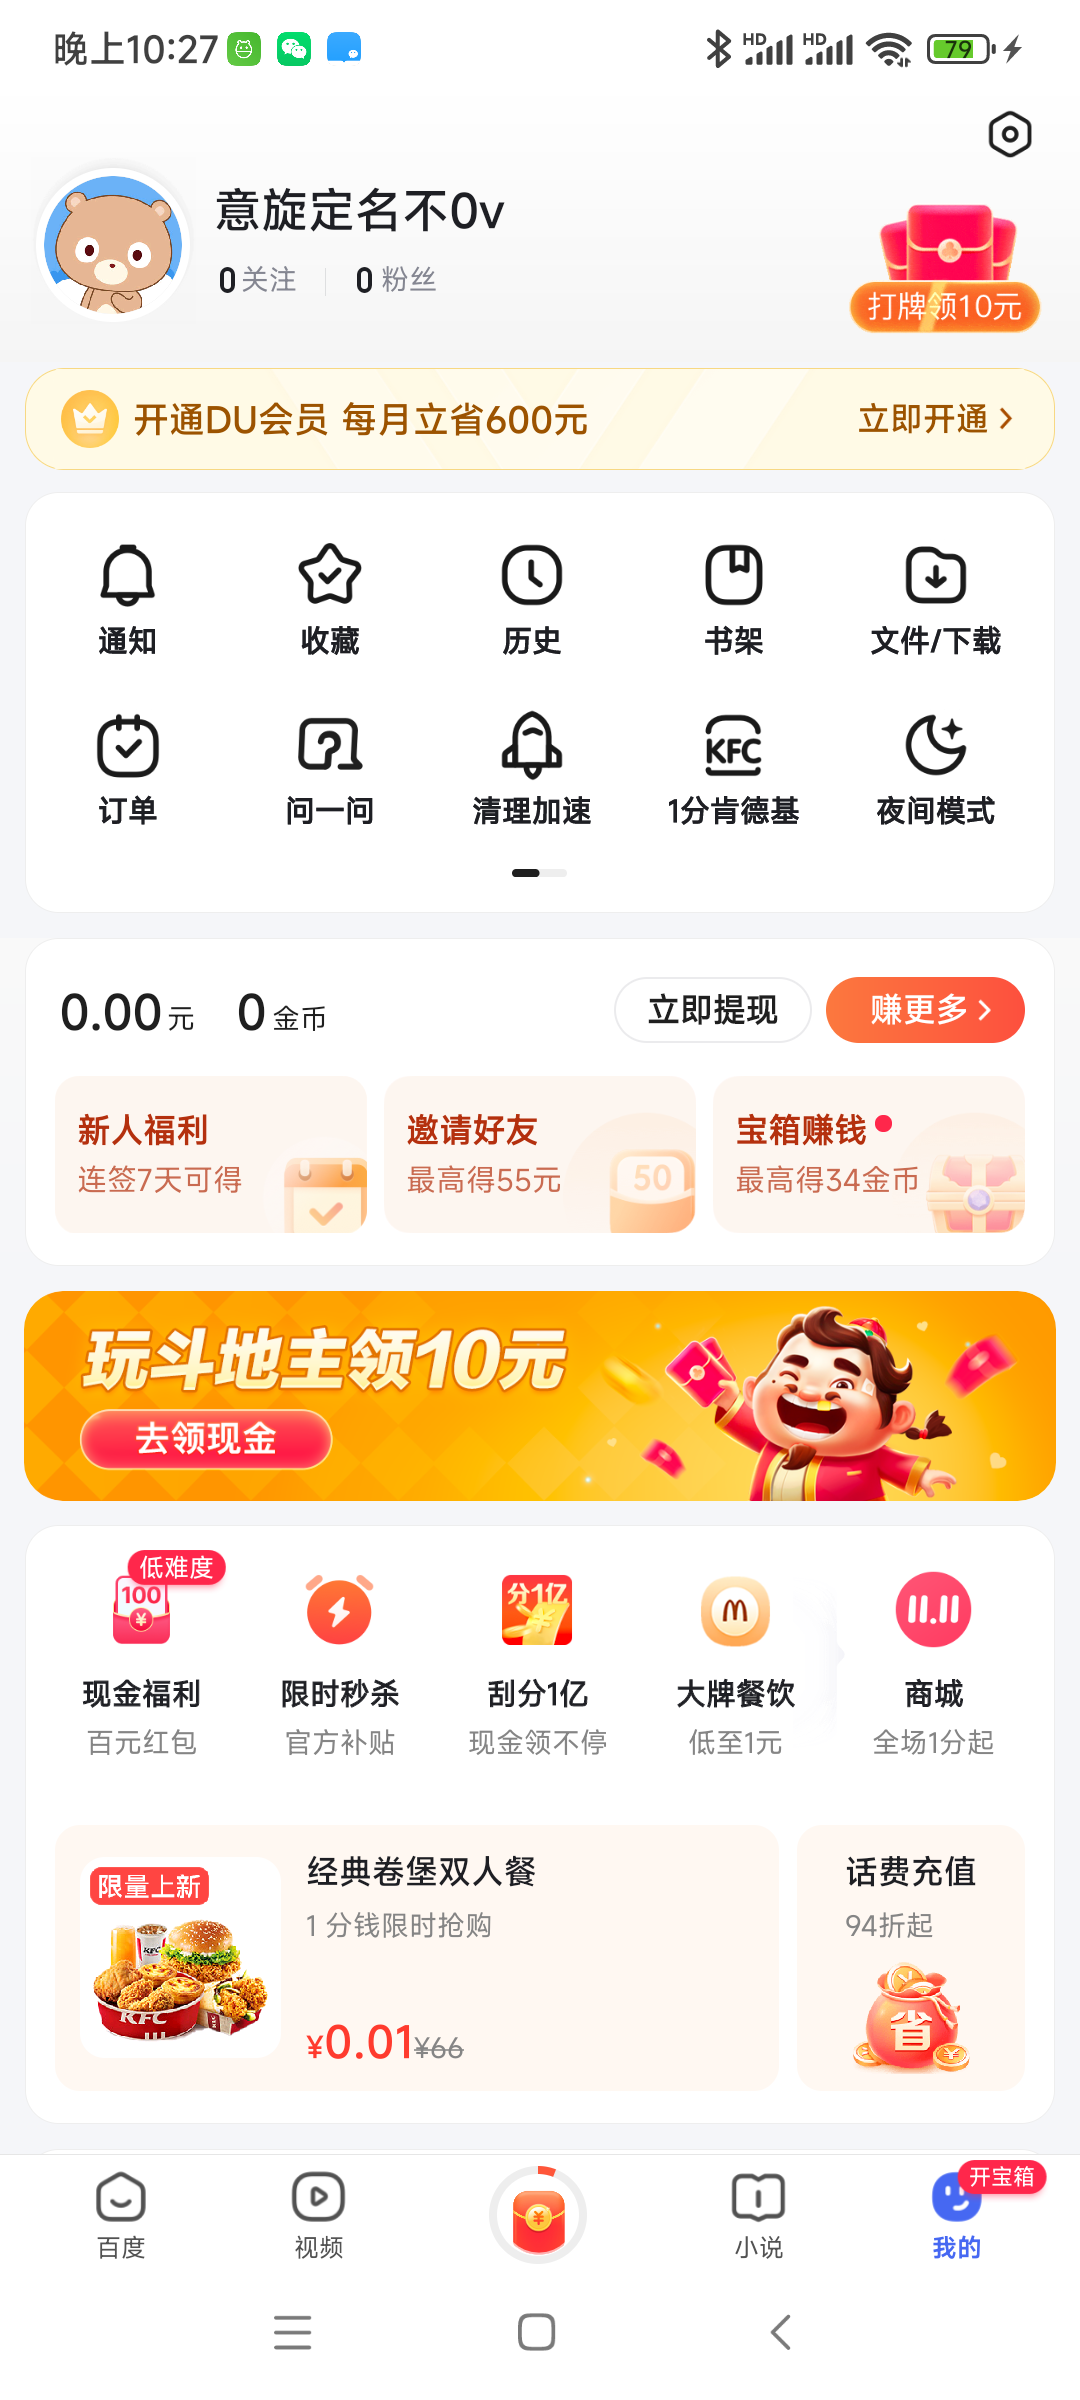 晚上10:27
HD HD 79
意旋定名不0v
0关注 0 粉丝
打牌领10元
开通DU会员 每月立省600元 立即开通
通知 收藏 历史 书架 文件/下载
KFC
订单 问一问 清理加速 1分肯德基 夜间模式
0.00元 0金币 立即提现 赚更多
新人福利 邀请好友 宝箱赚钱
连签7天可得 最高得55元 最高得34金币
50
玩斗地主领10元
去领现金
低难度
100 ¥ 分1亿 11.11
现金福利 限时秒杀 刮分1亿 大牌餐饮 商城
百元红包 官方补贴 现金领不停 低至1元 全场1分起
限量上新 经典卷堡双人餐 话费充值
1 分钱限时抢购 94折起
KFC
KFC
省
¥0.01¥66
开宝箱
百度 视频 小说 我的